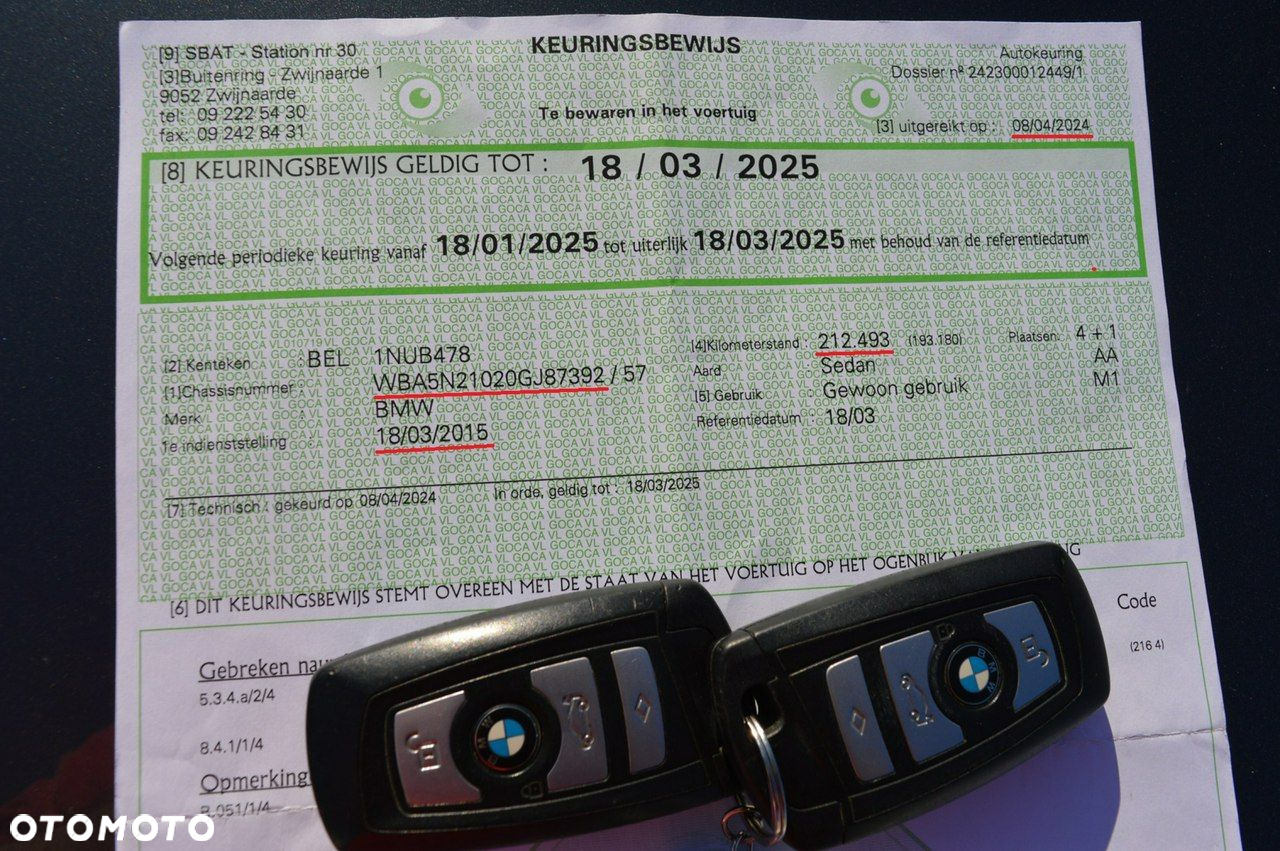 [9] SBAT - Station nr 30
[3]Buitenring - Zwijnaarde 1
9052 Zwijnaarde
tel: 09 222 54 30
fax: 09 242 84 31
KEURINGSBEWIJS
Te bewaren in het voertuig
Autokeuring
Dossier nº 242300012449/1
[3] uitgereikt op : 08/04/2024
[8] KEURINGSBEWIJS GELDIG TOT : 18 / 03 / 2025
Volgende periodieke keuring vanaf 18/01/2025 tot uiterlijk 18/03/2025 met behoud van de referentiedatum
[2] Kenteken : BEL 1NUB478
[1]Chassisnummer : WBA5N21020GJ87392 / 57
Merk BMW
1e indienststelling : 18/03/2015
[4]Kilometerstand : 212.493 (193.180) Plaatsen: 4 + 1
Aard : Sedan AA
[5] Gebruik : Gewoon gebruik M1
Referentiedatum : 18/03
[7] Technisch : gekeurd op 08/04/2024 In orde, geldig tot : 18/03/2025
[6] DIT KEURINGSBEWIJS STEMT OVEREEN MET DE STAAT VAN HET VOERTUIG OP HET OGENBLIK
Code
(216 4)
Gebreken
5.3.4.a/2/4
8.4.1/1/4
Opmerking
OTOMOTO